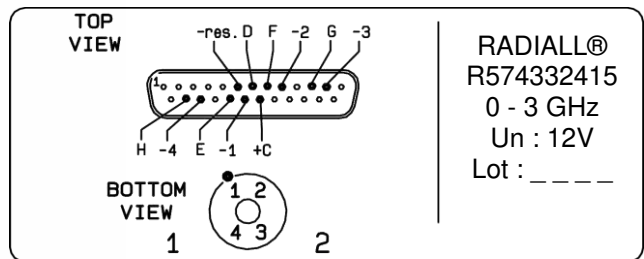 TOP
VIEW
-res. D F -2 G -3
1
H -4 E -1 +C
BOTTOM
VIEW
1 2
4 3
1 2
RADIALL®
R574332415
0 - 3 GHz
Un : 12V
Lot : _ _ _ _